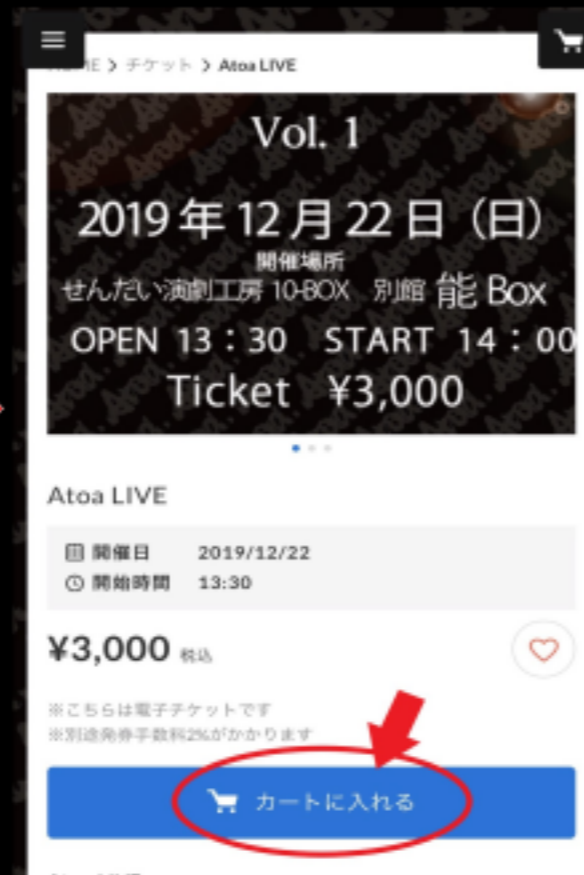 チケット > Atoa LIVE
Vol. 1
2019年12月22日（日）
開催場所
せんだい演劇工房 10-BOX 別館 能 Box
OPEN 13：30 START 14：00
Ticket ¥3,000
Atoa LIVE
開催日 2019/12/22
開始時間 13:30
¥3,000 税込
※こちらは電子チケットです
※別途発券手数料2%がかかります
カートに入れる